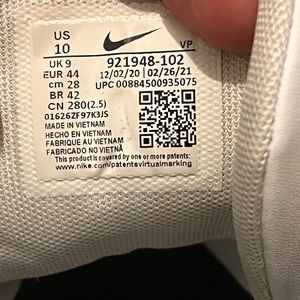 US
10
VP
UK 9
EUR 44
cm 28
BR 42
CN 280(2.5)
921948-102
12/02/20 02/26/21
UPC 00884500935075
01626ZF97K3JS
MADE IN VIETNAM
HECHO EN VIETNAM
FABRIQUE AU VIETNAM
FABRICADO NO VIETNÃ
This product is covered by one or more patents.
www.nike.com/patentsvirtualmarking